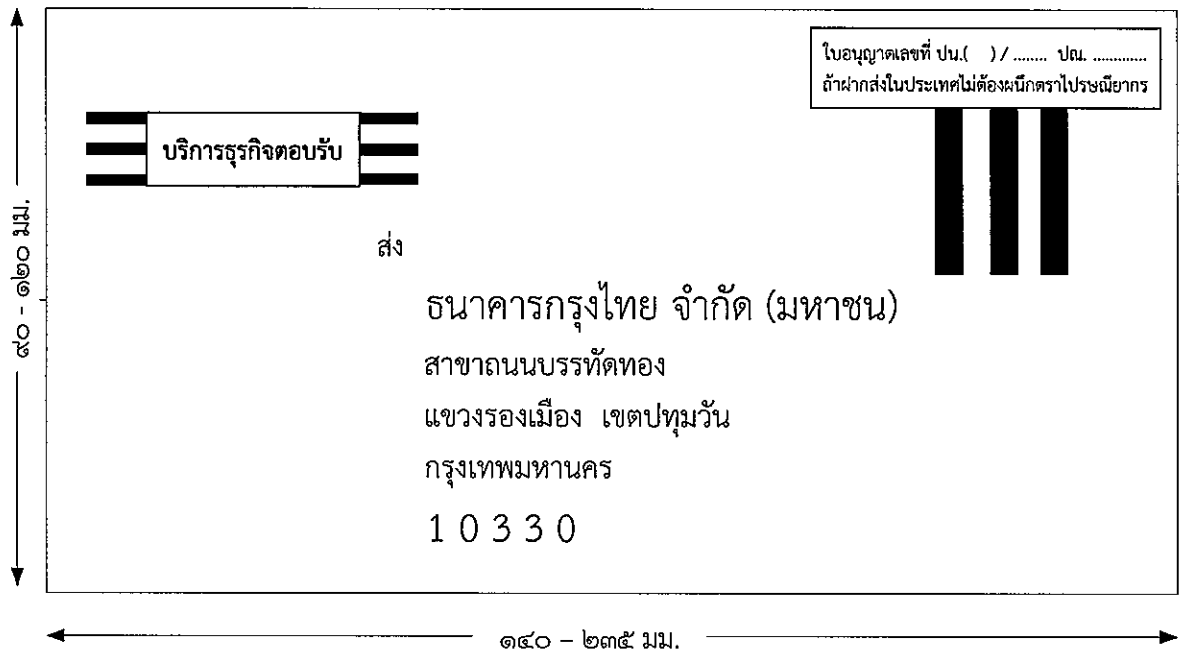 ใบอนุญาตเลขที่ ปน.(   ) / ........ ปณ. ............
ถ้าฝากส่งในประเทศไม่ต้องผนึกตราไปรษณียากร
บริการธุรกิจตอบรับ
ส่ง
ธนาคารกรุงไทย จำกัด (มหาชน)
สาขาถนนบรรทัดทอง
แขวงรองเมือง เขตปทุมวัน
กรุงเทพมหานคร
1 0 3 3 0
๙๐ - ๑๒๐ มม.
๑๔๐ – ๒๓๕ มม.